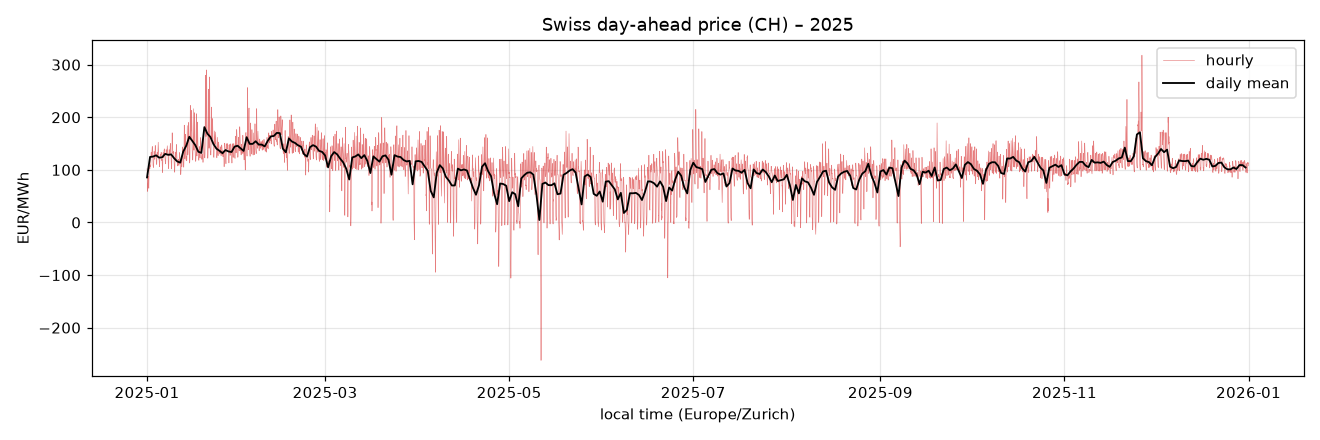 Swiss day-ahead price (CH) – 2025
hourly
daily mean
EUR/MWh
300
200
100
0
−100
−200
2025-01
2025-03
2025-05
2025-07
2025-09
2025-11
2026-01
local time (Europe/Zurich)